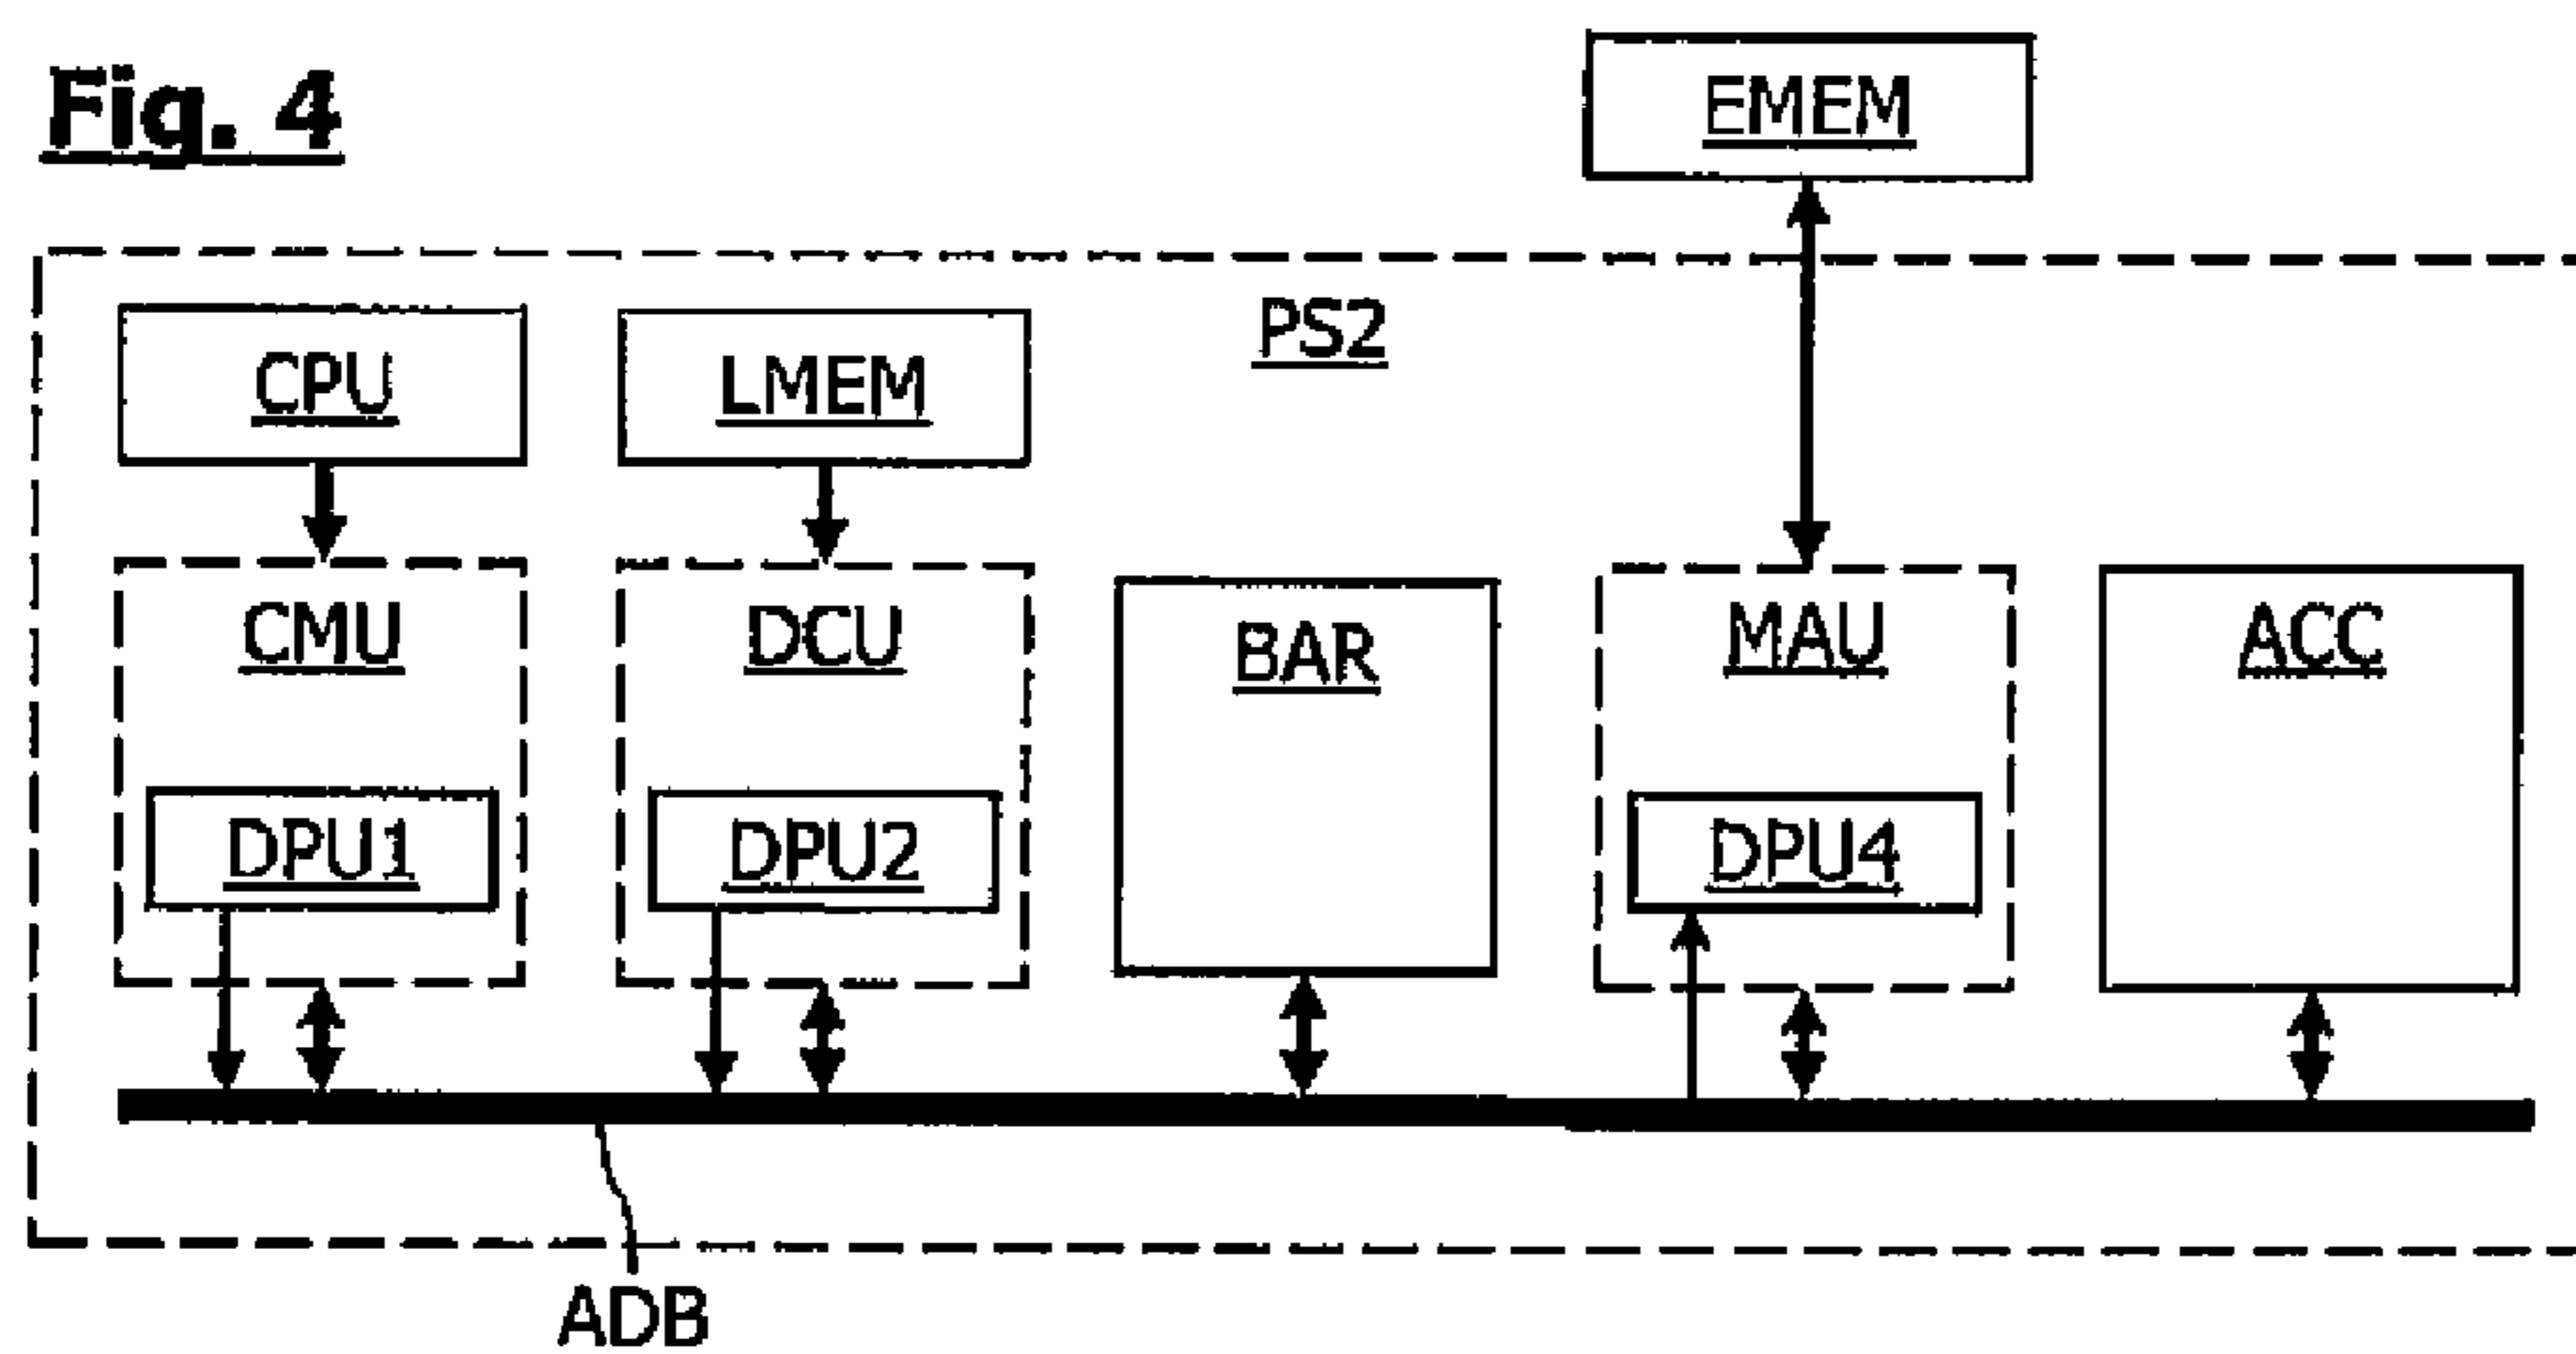 Fig. 4
EMEM
PS2
CPU
LMEM
CMU
DCU
BAR
MAU
ACC
DPU1
DPU2
DPU4
ADB